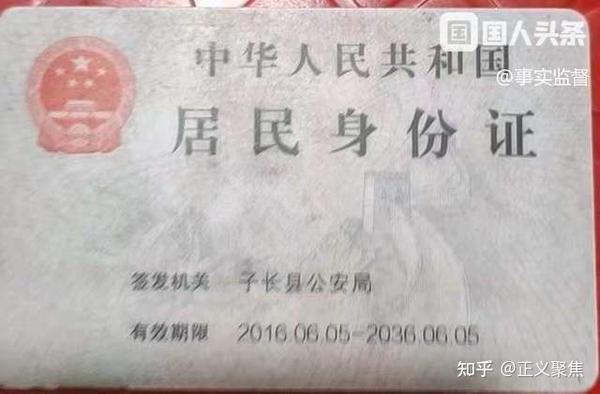 国人头条
中华人民共和国
@事实监督
居民身份证
签发机关 子长县公安局
有效期限 2016.06.05-2036.06.05
知乎 @正义聚焦